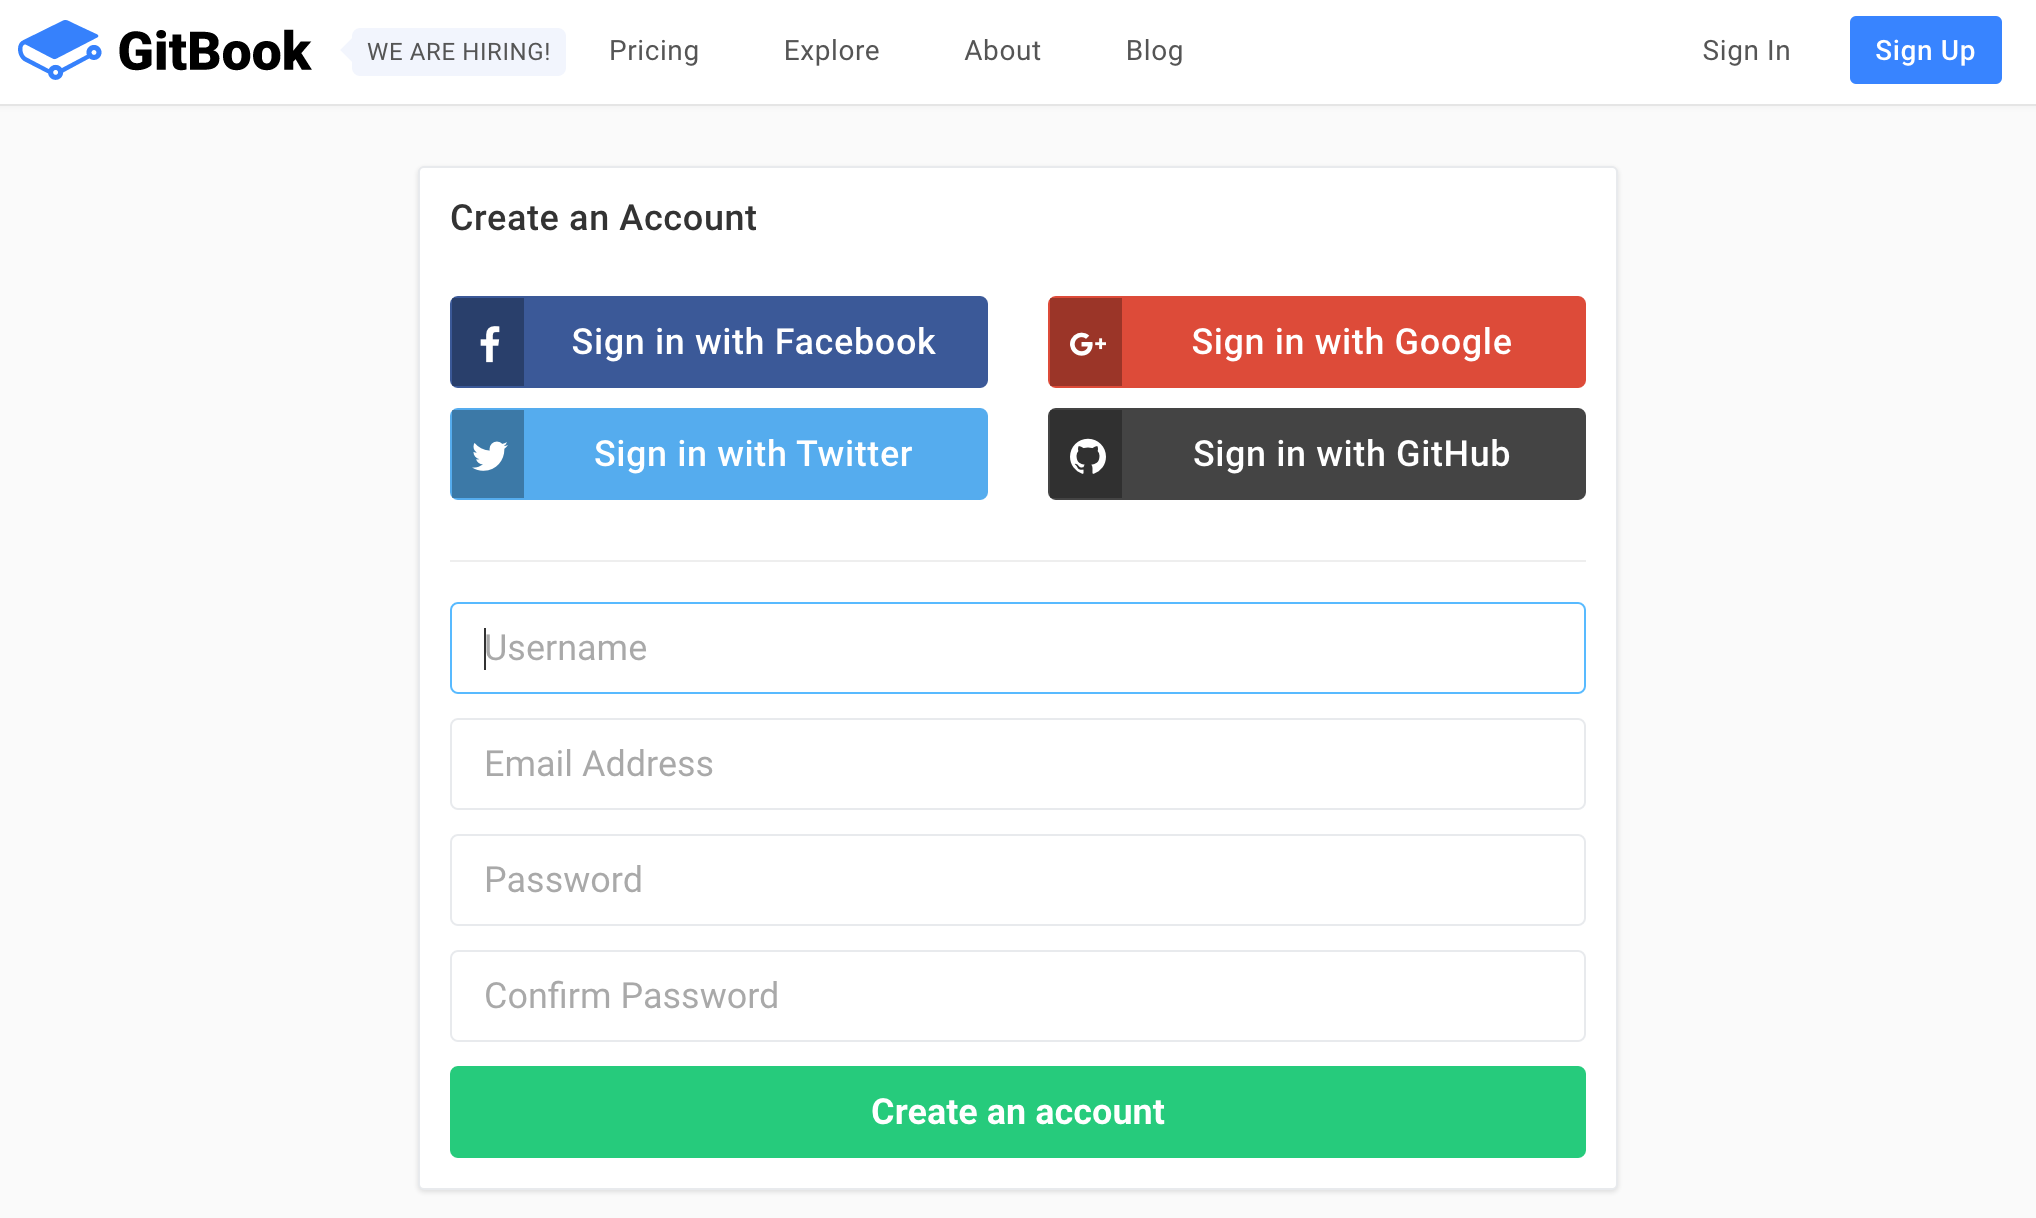 GitBook WE ARE HIRING! Pricing Explore About Blog Sign In Sign Up
Create an Account
Sign in with Facebook G+ Sign in with Google
Sign in with Twitter Sign in with GitHub
Username
Email Address
Password
Confirm Password
Create an account